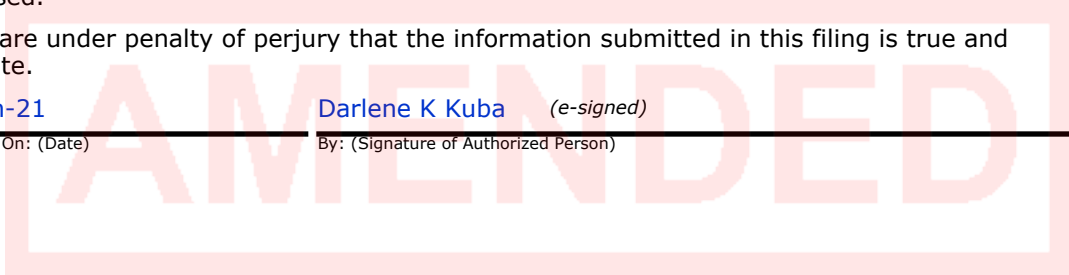 are under penalty of perjury that the information submitted in this filing is true and
te.
-21
Darlene K Kuba (e-signed)
On: (Date)
By: (Signature of Authorized Person)
AMENDED